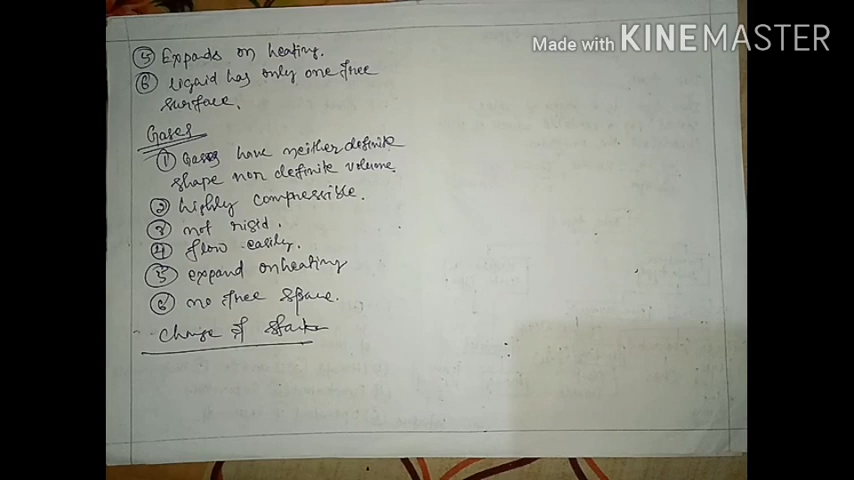 Made with KINEMASTER
⑤ Expads on heating.
⑥ liquid has only one free
surface.
Gases
① Gases have neither definite
shape non definite volume.
② highly compressible.
③ not rigid.
④ flow easily.
⑤ expand on heating
⑥ no free space.
Change of State